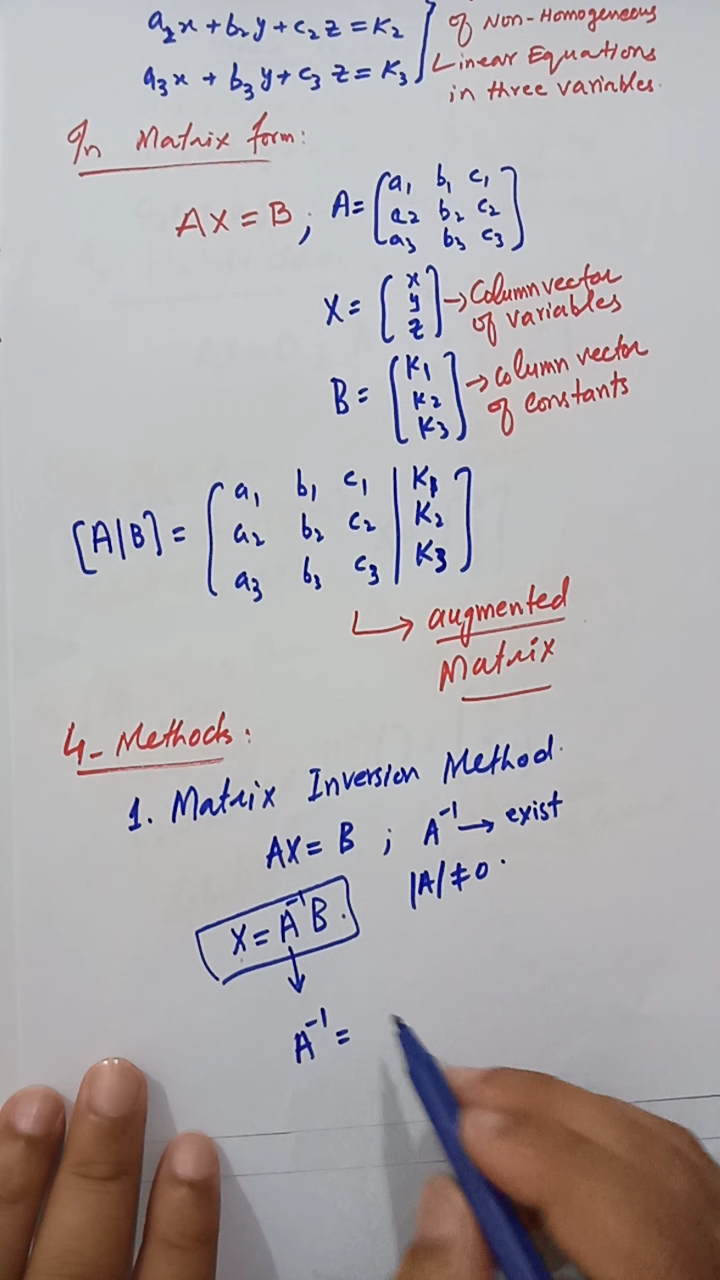 a₂x + b₂y + c₂z = K₂
a₃x + b₃y + c₃z = K₃
of Non-Homogeneous
Linear Equations
in three variables.
In Matrix form:
AX = B ; A = [a₁ b₁ c₁
a₂ b₂ c₂
a₃ b₃ c₃]
X = [x
y
z] → Column vector
of variables
B = [K₁
K₂
K₃] → column vector
of constants
[A|B] = [a₁ b₁ c₁ | K₁
a₂ b₂ c₂ | K₂
a₃ b₃ c₃ | K₃]
↳ augmented
Matrix
4-Methods:
1. Matrix Inversion Method.
AX = B ; A⁻¹ → exist
|A| ≠ 0.
X = A⁻¹B.
↓
A⁻¹ =